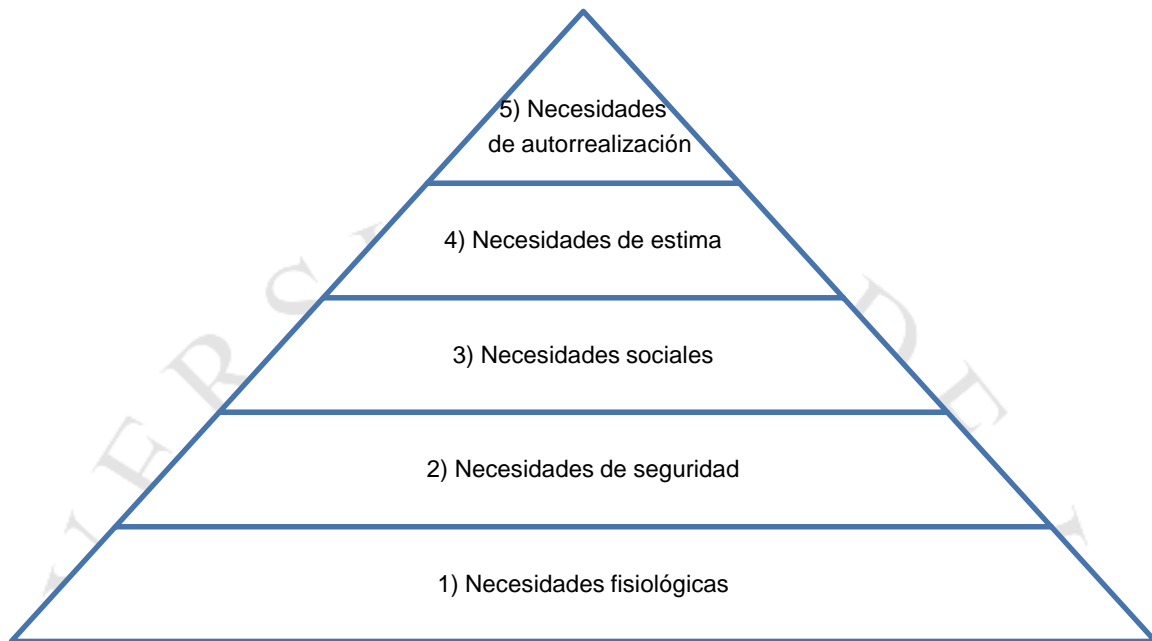 5) Necesidades
de autorrealización
4) Necesidades de estima
3) Necesidades sociales
2) Necesidades de seguridad
1) Necesidades fisiológicas